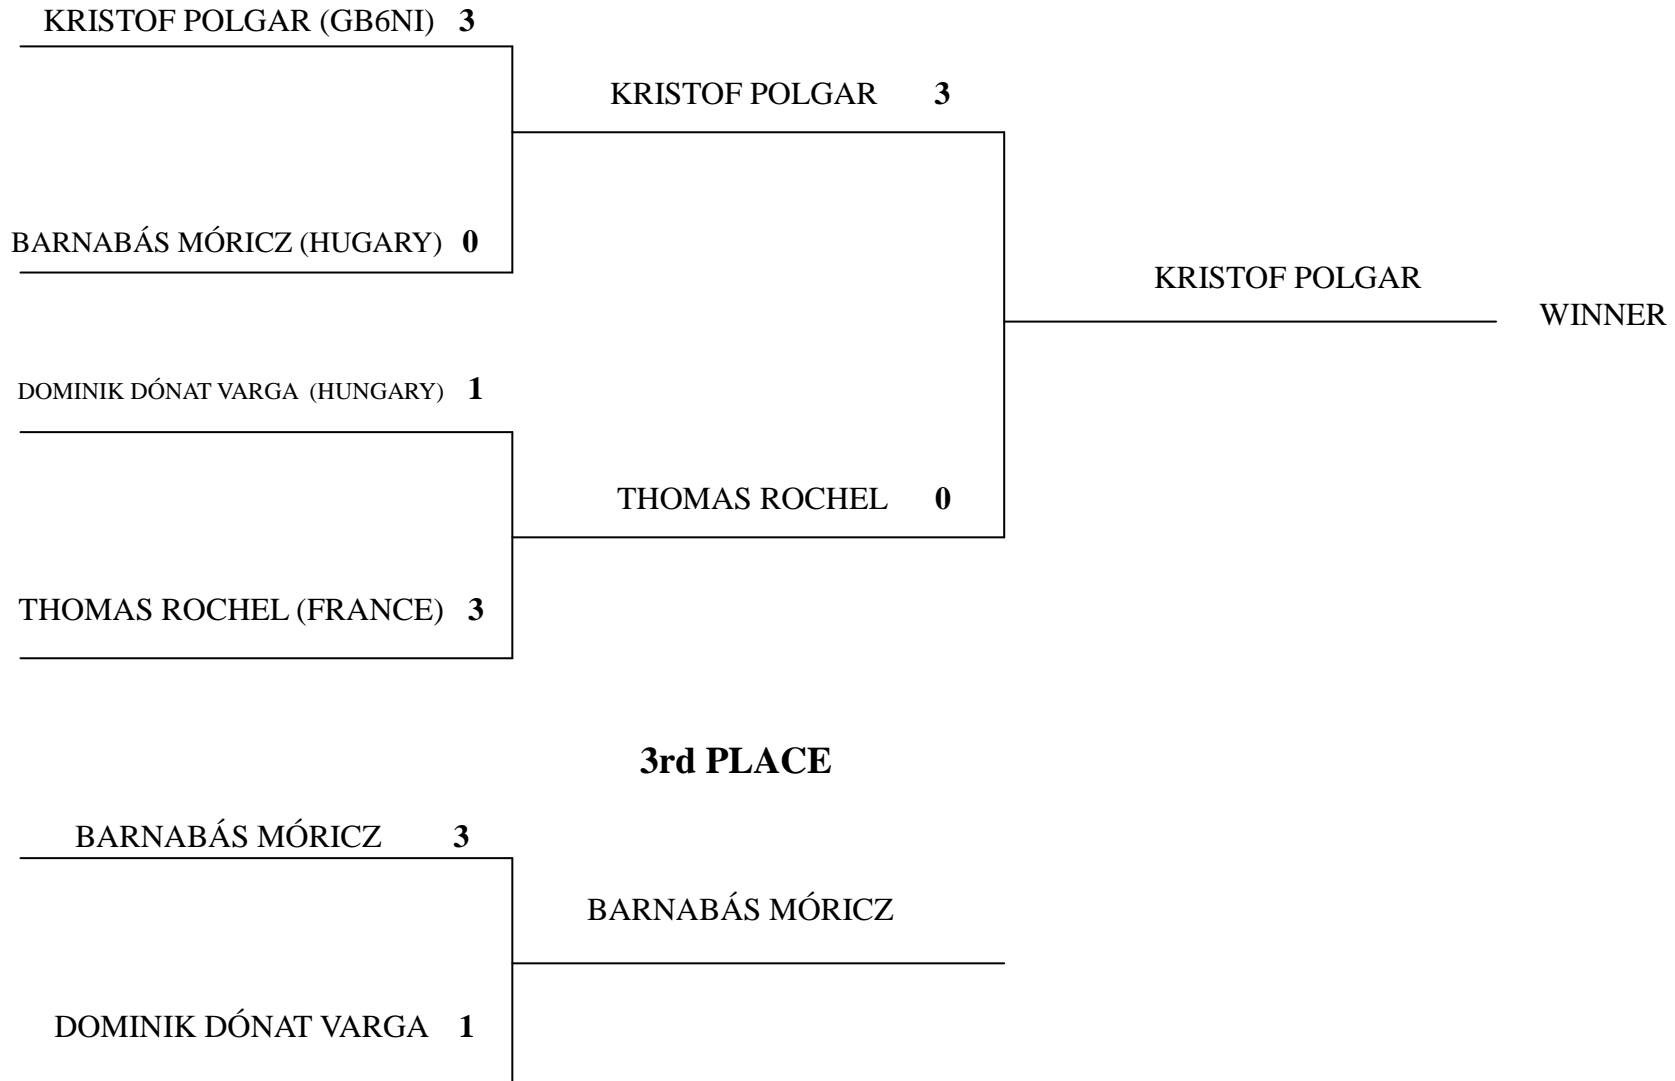 KRISTOF POLGAR (GB6NI) 3
KRISTOF POLGAR 3
BARNABÁS MÓRICZ (HUGARY) 0
KRISTOF POLGAR
WINNER
DOMINIK DÓNAT VARGA (HUNGARY) 1
THOMAS ROCHEL 0
THOMAS ROCHEL (FRANCE) 3
3rd PLACE
BARNABÁS MÓRICZ 3
BARNABÁS MÓRICZ
DOMINIK DÓNAT VARGA 1